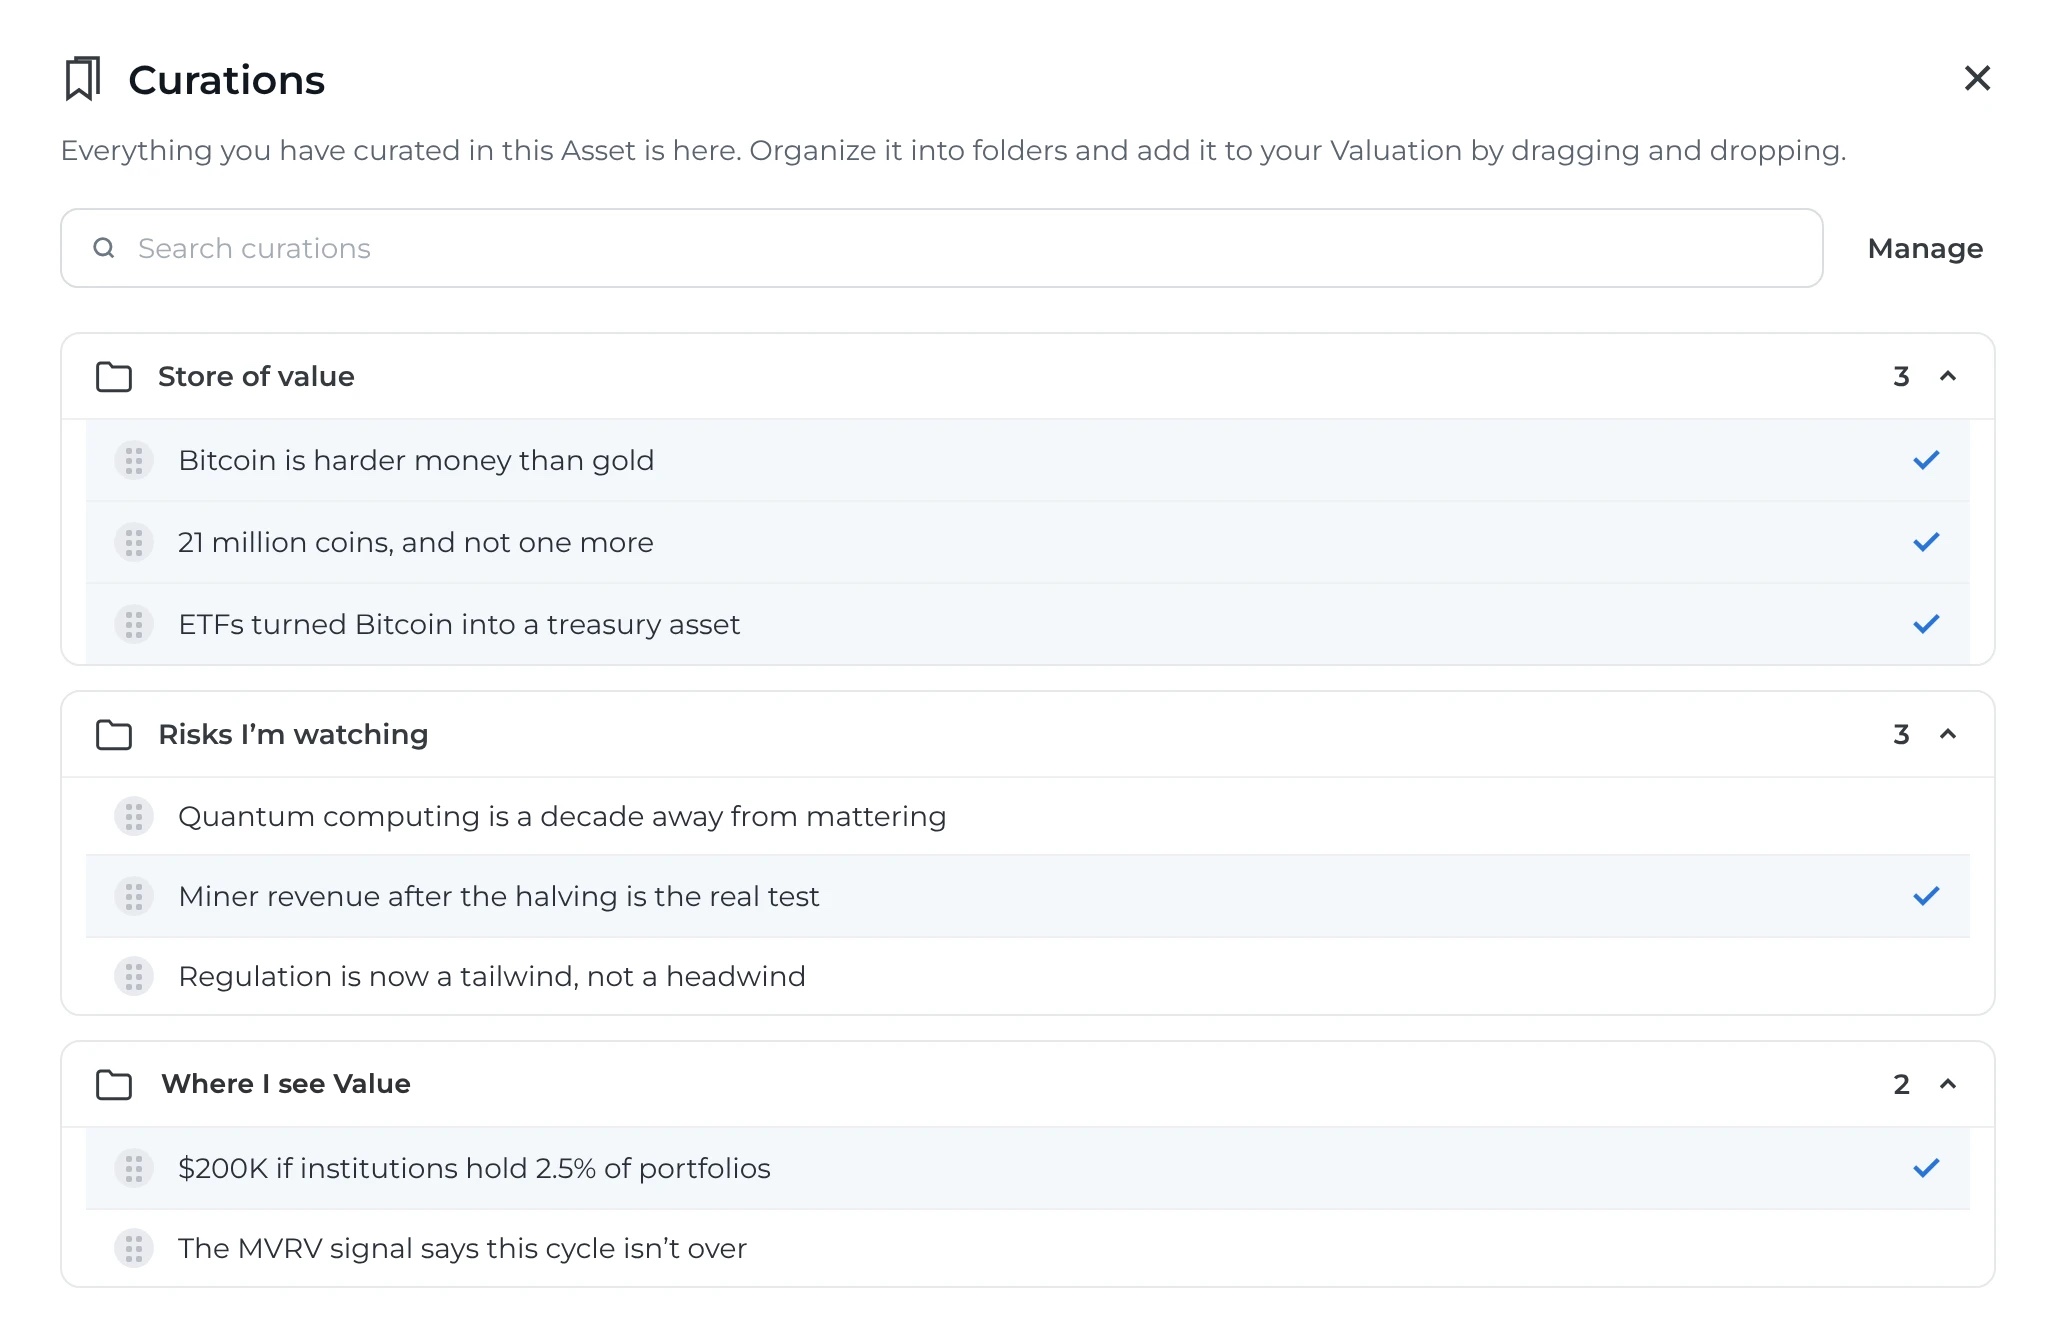 Curations
Everything you have curated in this Asset is here. Organize it into folders and add it to your Valuation by dragging and dropping.
Search curations
Manage
Store of value
3
Bitcoin is harder money than gold
21 million coins, and not one more
ETFs turned Bitcoin into a treasury asset
Risks I’m watching
3
Quantum computing is a decade away from mattering
Miner revenue after the halving is the real test
Regulation is now a tailwind, not a headwind
Where I see Value
2
$200K if institutions hold 2.5% of portfolios
The MVRV signal says this cycle isn’t over